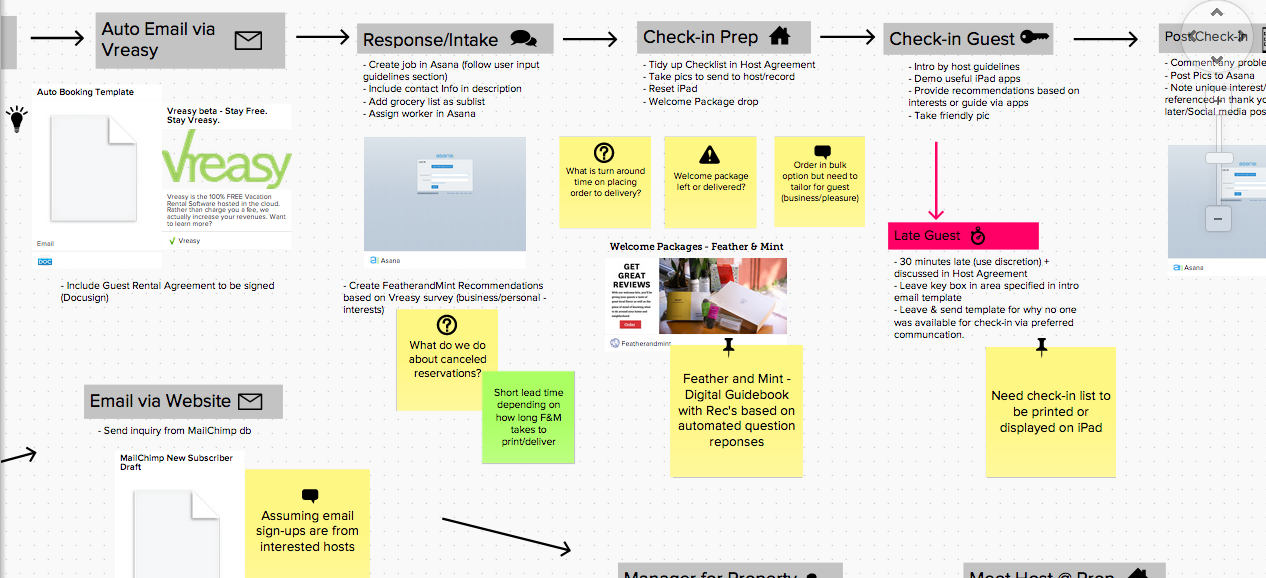 Auto Email via
Vreasy
Auto Booking Template
Vreasy beta - Stay Free.
Stay Vreasy.
Vreasy
Vreasy is the 100% FREE Vacation
Rental Software hosted in the cloud.
Rather than charge you a fee, we
actually increase your revenues. Want
to learn more?
Vreasy
Email
DOC
- Include Guest Rental Agreement to be signed
(Docusign)
Response/Intake
- Create job in Asana (follow user input
guidelines section)
- Include contact Info in description
- Add grocery list as sublist
- Assign worker in Asana
asana
Asana
- Create FeatherandMint Recommendations
based on Vreasy survey (business/personal -
interests)
What do we do
about canceled
reservations?
Short lead time
depending on
how long F&M
takes to
print/deliver
Check-in Prep
- Tidy up Checklist in Host Agreement
- Take pics to send to host/record
- Reset iPad
- Welcome Package drop
What is turn around
time on placing
order to delivery?
Welcome package
left or delivered?
Order in bulk
option but need to
tailor for guest
(business/pleasure)
Welcome Packages - Feather & Mint
GET
GREAT
REVIEWS
Featherandmint
Feather and Mint -
Digital Guidebook
with Rec's based on
automated question
reponses
Check-in Guest
- Intro by host guidelines
- Demo useful iPad apps
- Provide recommendations based on
interests or guide via apps
- Take friendly pic
Late Guest
- 30 minutes late (use discretion) +
discussed in Host Agreement
- Leave key box in area specified in intro
email template
- Leave & send template for why no one
was available for check-in via preferred
communcation.
Need check-in list to
be printed or
displayed on iPad
Post Check-in
- Comment any proble
- Post Pics to Asana
- Note unique interest/
referenced in thank yo
later/Social media pos
Asana
Email via Website
- Send inquiry from MailChimp db
MailChimp New Subscriber
Draft
Assuming email
sign-ups are from
interested hosts
Manager for Property
Meet Host @ Prop